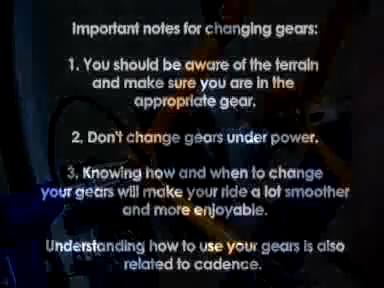 Important notes for changing gears:
1. You should be aware of the terrain
and make sure you are in the
appropriate gear.
2. Don't change gears under power.
3. Knowing how and when to change
your gears will make your ride a lot smoother
and more enjoyable.
Understanding how to use your gears is also
related to cadence.